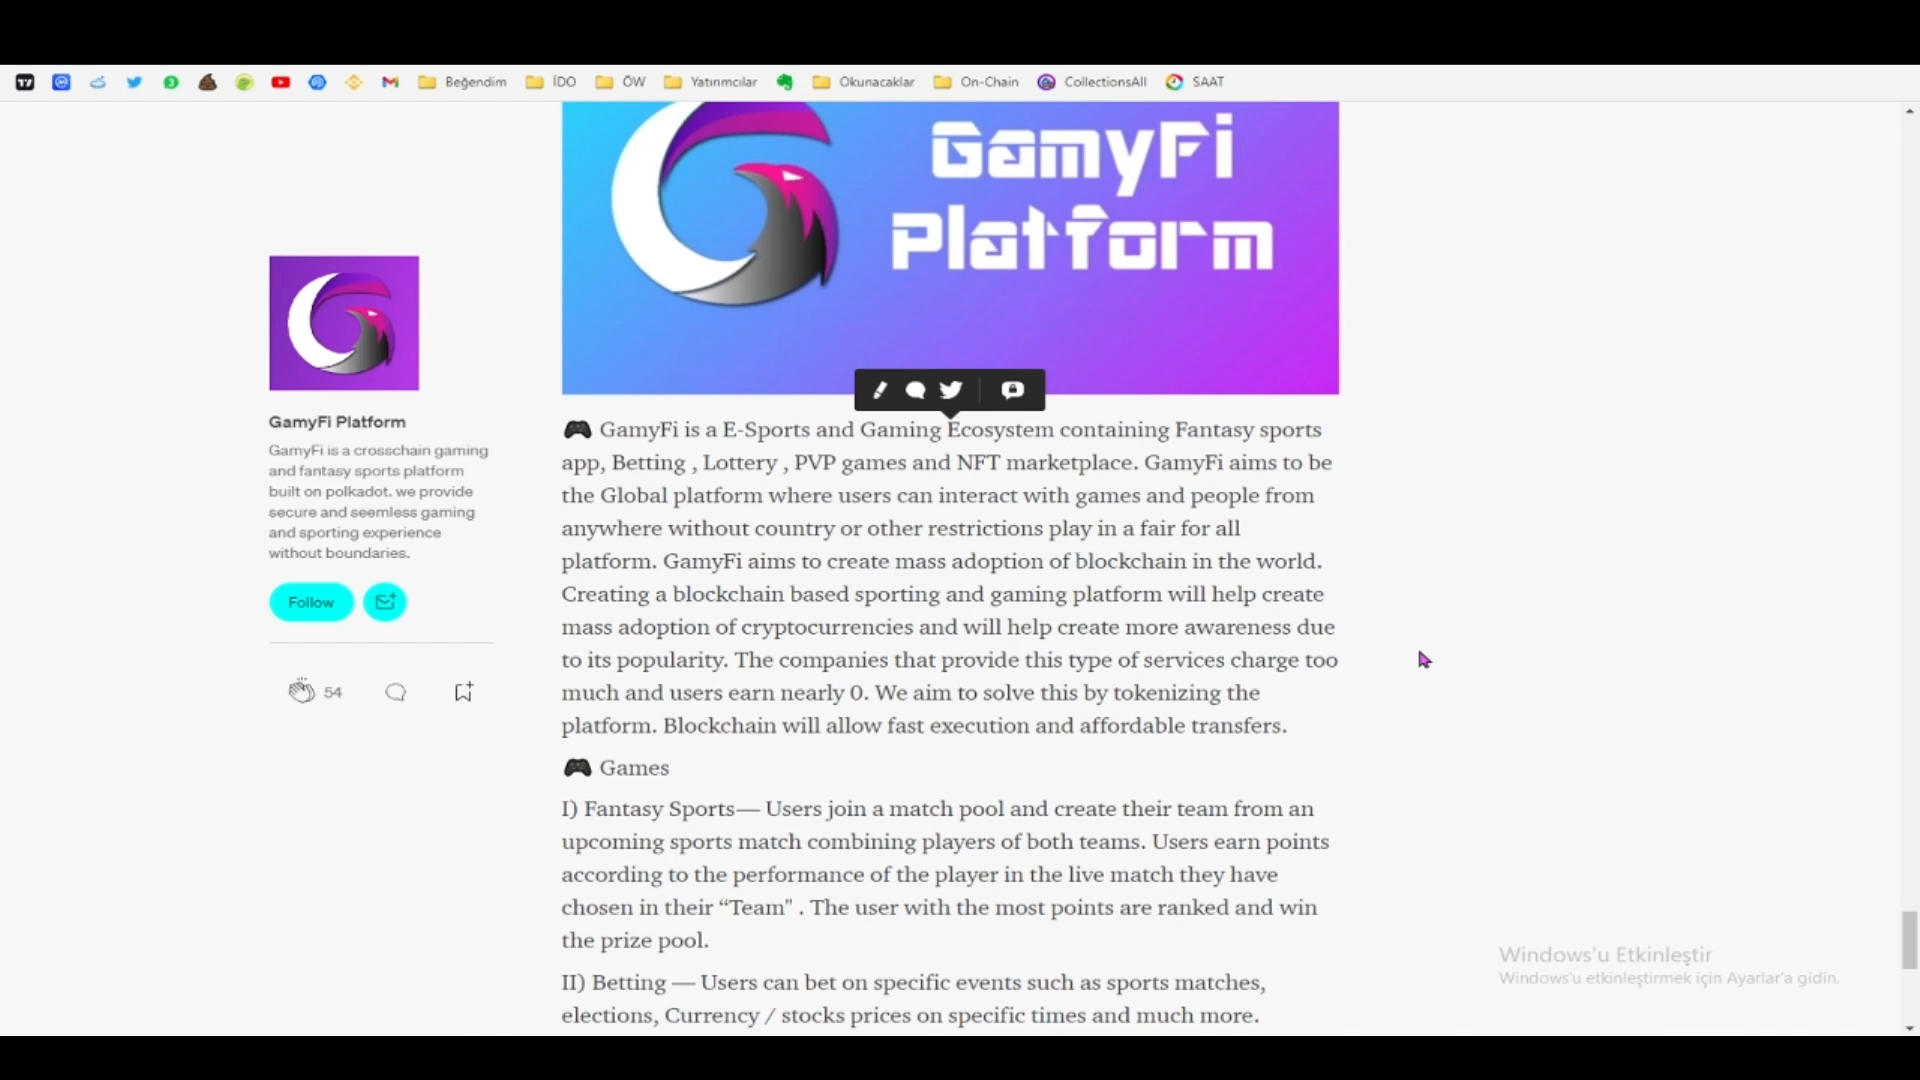 Beğendim İDO ÖW Yatırımcılar Okunacaklar On-Chain CollectionsAll SAAT
GamyFi
Platform
GamyFi Platform
GamyFi is a crosschain gaming
and fantasy sports platform
built on polkadot. we provide
secure and seemless gaming
and sporting experience
without boundaries.
Follow
54
🎮 GamyFi is a E-Sports and Gaming Ecosystem containing Fantasy sports
app, Betting , Lottery , PVP games and NFT marketplace. GamyFi aims to be
the Global platform where users can interact with games and people from
anywhere without country or other restrictions play in a fair for all
platform. GamyFi aims to create mass adoption of blockchain in the world.
Creating a blockchain based sporting and gaming platform will help create
mass adoption of cryptocurrencies and will help create more awareness due
to its popularity. The companies that provide this type of services charge too
much and users earn nearly 0. We aim to solve this by tokenizing the
platform. Blockchain will allow fast execution and affordable transfers.
🎮 Games
I) Fantasy Sports— Users join a match pool and create their team from an
upcoming sports match combining players of both teams. Users earn points
according to the performance of the player in the live match they have
chosen in their “Team" . The user with the most points are ranked and win
the prize pool.
II) Betting — Users can bet on specific events such as sports matches,
elections, Currency / stocks prices on specific times and much more.
Windows'u Etkinleştir
Windows'u etkinleştirmek için Ayarlar'a gidin.